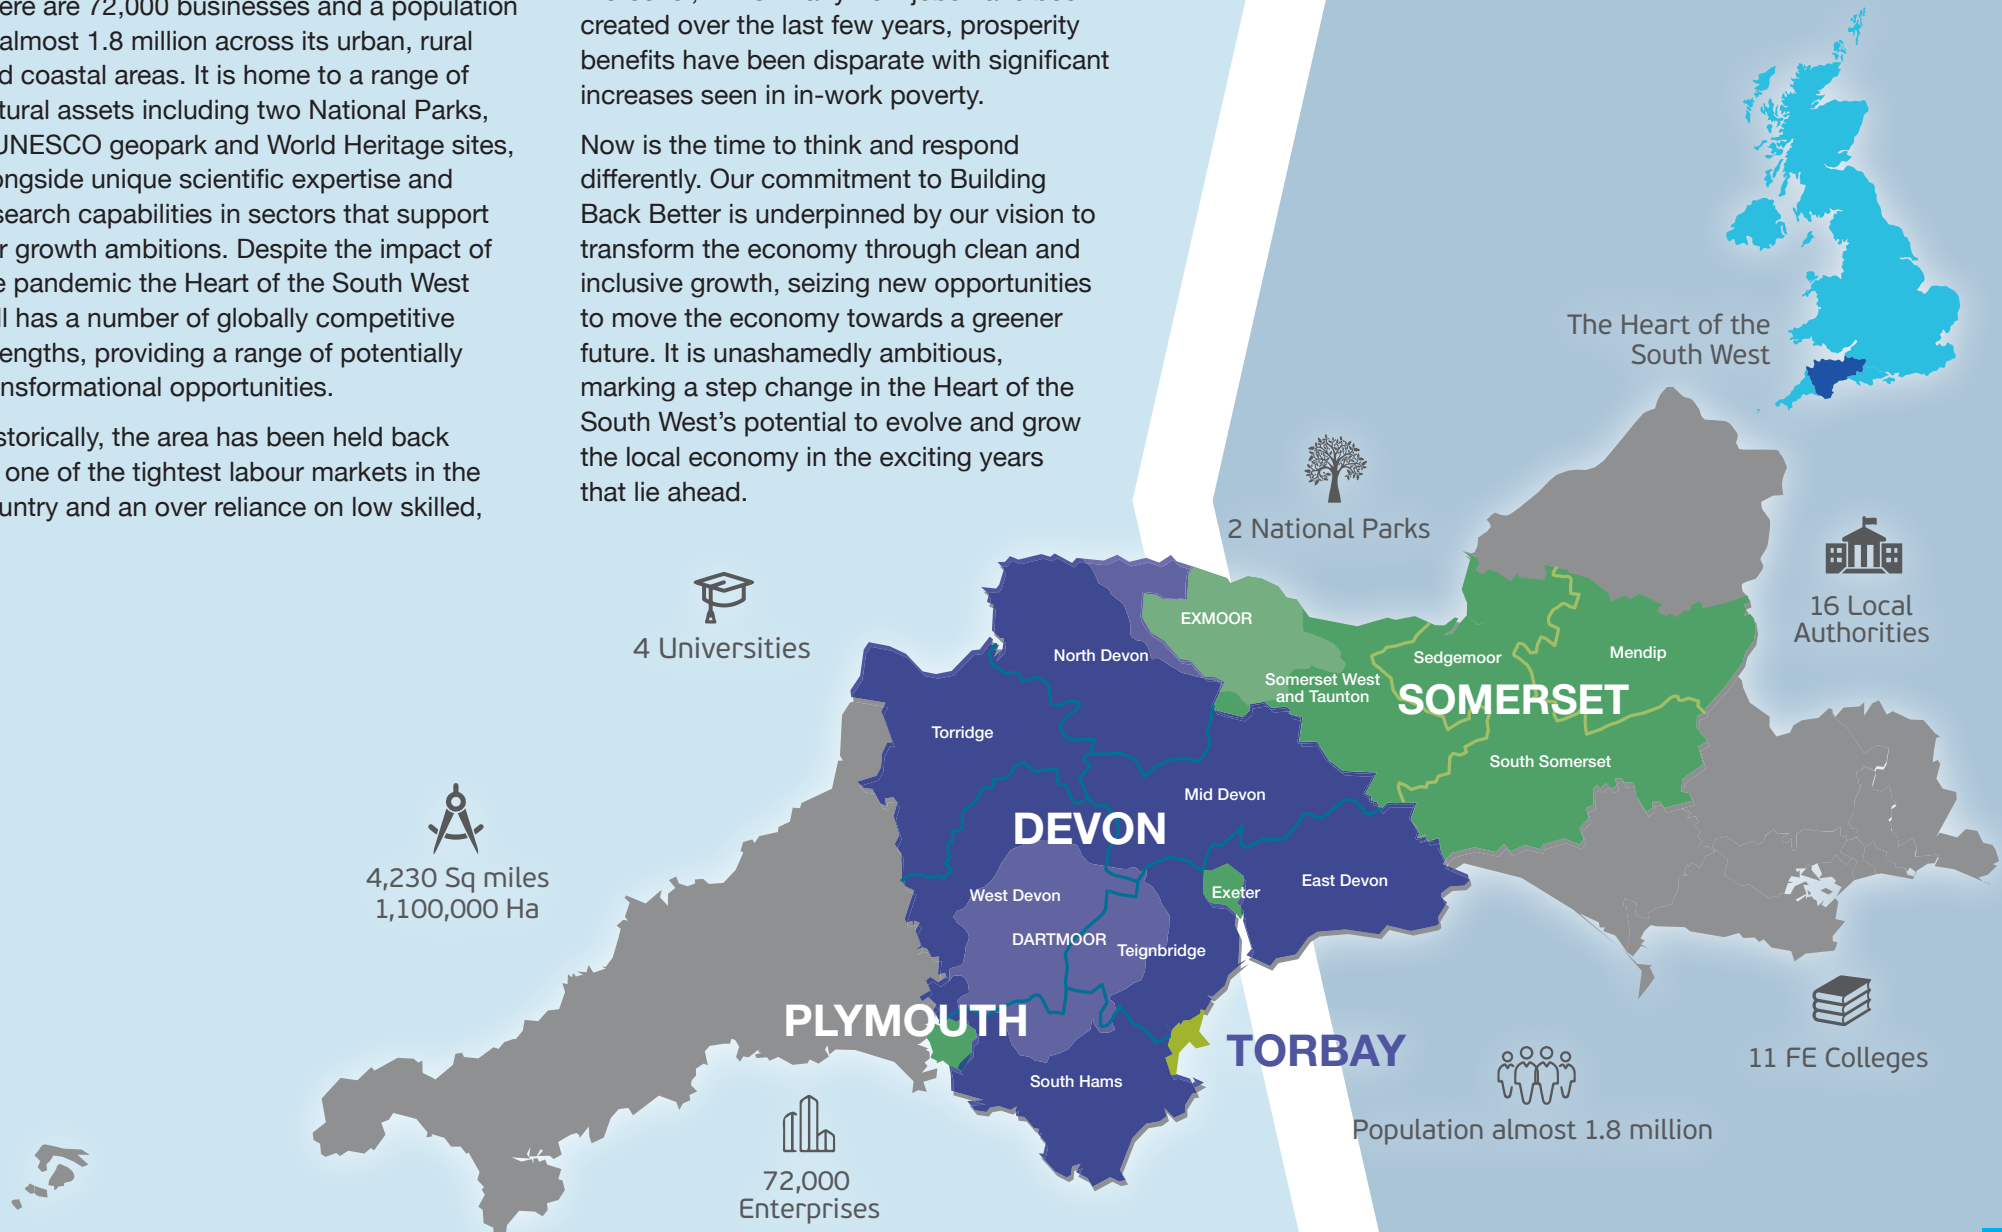 are 72,000 businesses and a population
almost 1.8 million across its urban, rural
coastal areas. It is home to a range of
assets including two National Parks,
UNESCO geopark and World Heritage sites,
unique scientific expertise and
capabilities in sectors that support
growth ambitions. Despite the impact of
pandemic the Heart of the South West
has a number of globally competitive
providing a range of potentially
opportunities.
the area has been held back
one of the tightest labour markets in the
and an over reliance on low skilled,
created over the last few years, prosperity
benefits have been disparate with significant
increases seen in in-work poverty.
Now is the time to think and respond
differently. Our commitment to Building
Back Better is underpinned by our vision to
transform the economy through clean and
inclusive growth, seizing new opportunities
to move the economy towards a greener
future. It is unashamedly ambitious,
marking a step change in the Heart of the
South West’s potential to evolve and grow
the local economy in the exciting years
that lie ahead.
The Heart of the
South West
2 National Parks
16 Local
Authorities
4 Universities
EXMOOR
North Devon
Sedgemoor
Mendip
Somerset West
and Taunton
SOMERSET
Torridge
South Somerset
Mid Devon
DEVON
4,230 Sq miles
1,100,000 Ha
West Devon
Exeter
East Devon
DARTMOOR
Teignbridge
PLYMOUTH
TORBAY
11 FE Colleges
South Hams
Population almost 1.8 million
72,000
Enterprises